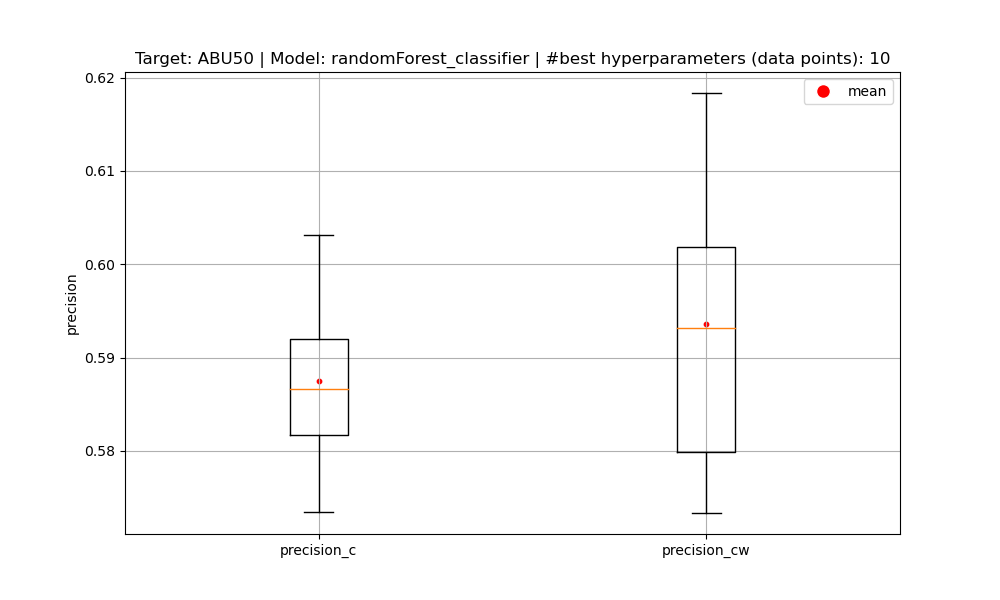 Target: ABU50 | Model: randomForest_classifier | #best hyperparameters (data points): 10
mean
0.62
0.61
0.60
0.59
0.58
precision
precision_c
precision_cw